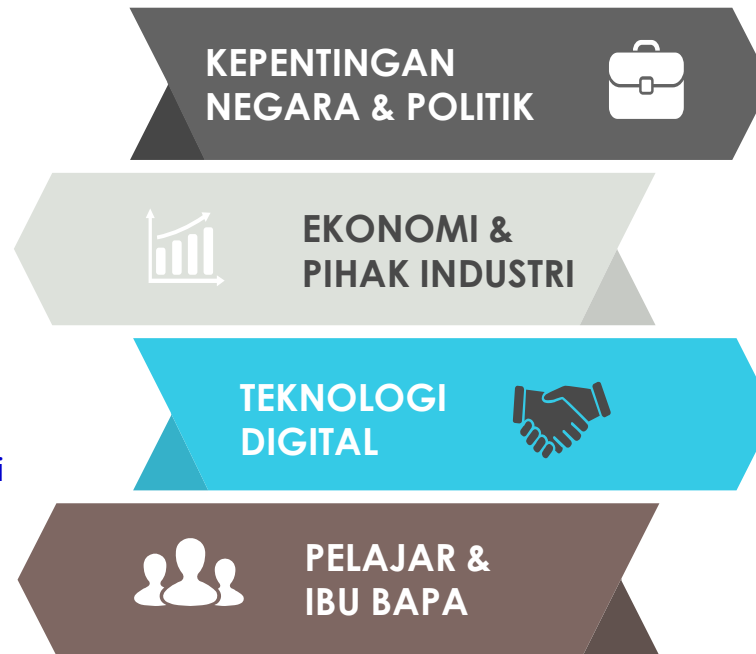 KEPENTINGAN
NEGARA & POLITIK
EKONOMI &
PIHAK INDUSTRI
TEKNOLOGI
DIGITAL
i
PELAJAR &
IBU BAPA